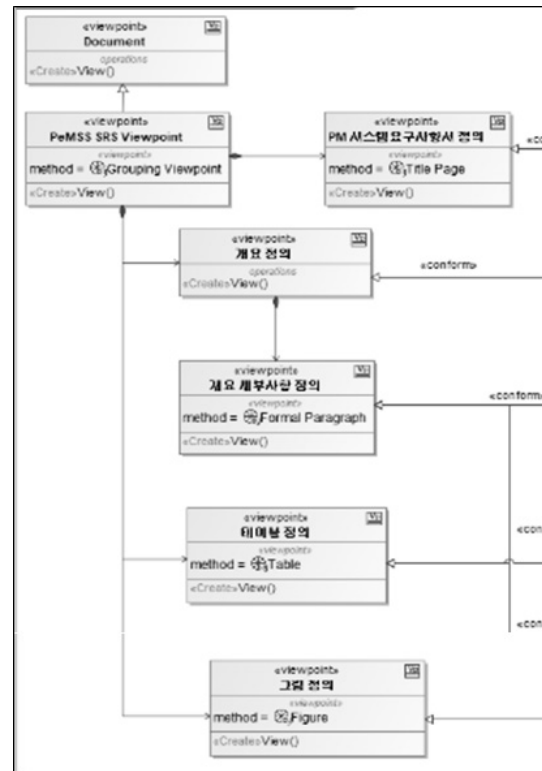 «viewpoint»
Document
operations
«Create»View()
«viewpoint»
PeMSS SRS Viewpoint
«viewpoint»
method = Grouping Viewpoint
«Create»View()
«viewpoint»
PM 시스템요구사항서 정의
«viewpoint»
method = Title Page
«Create»View()
«co
«viewpoint»
개요 정의
operations
«Create»View()
«conform»
«viewpoint»
개요 세부사항 정의
«viewpoint»
method = Formal Paragraph
«Create»View()
«conform
«viewpoint»
테이블 정의
«viewpoint»
method = Table
«Create»View()
«con
«con
«viewpoint»
그림 정의
«viewpoint»
method = Figure
«Create»View()